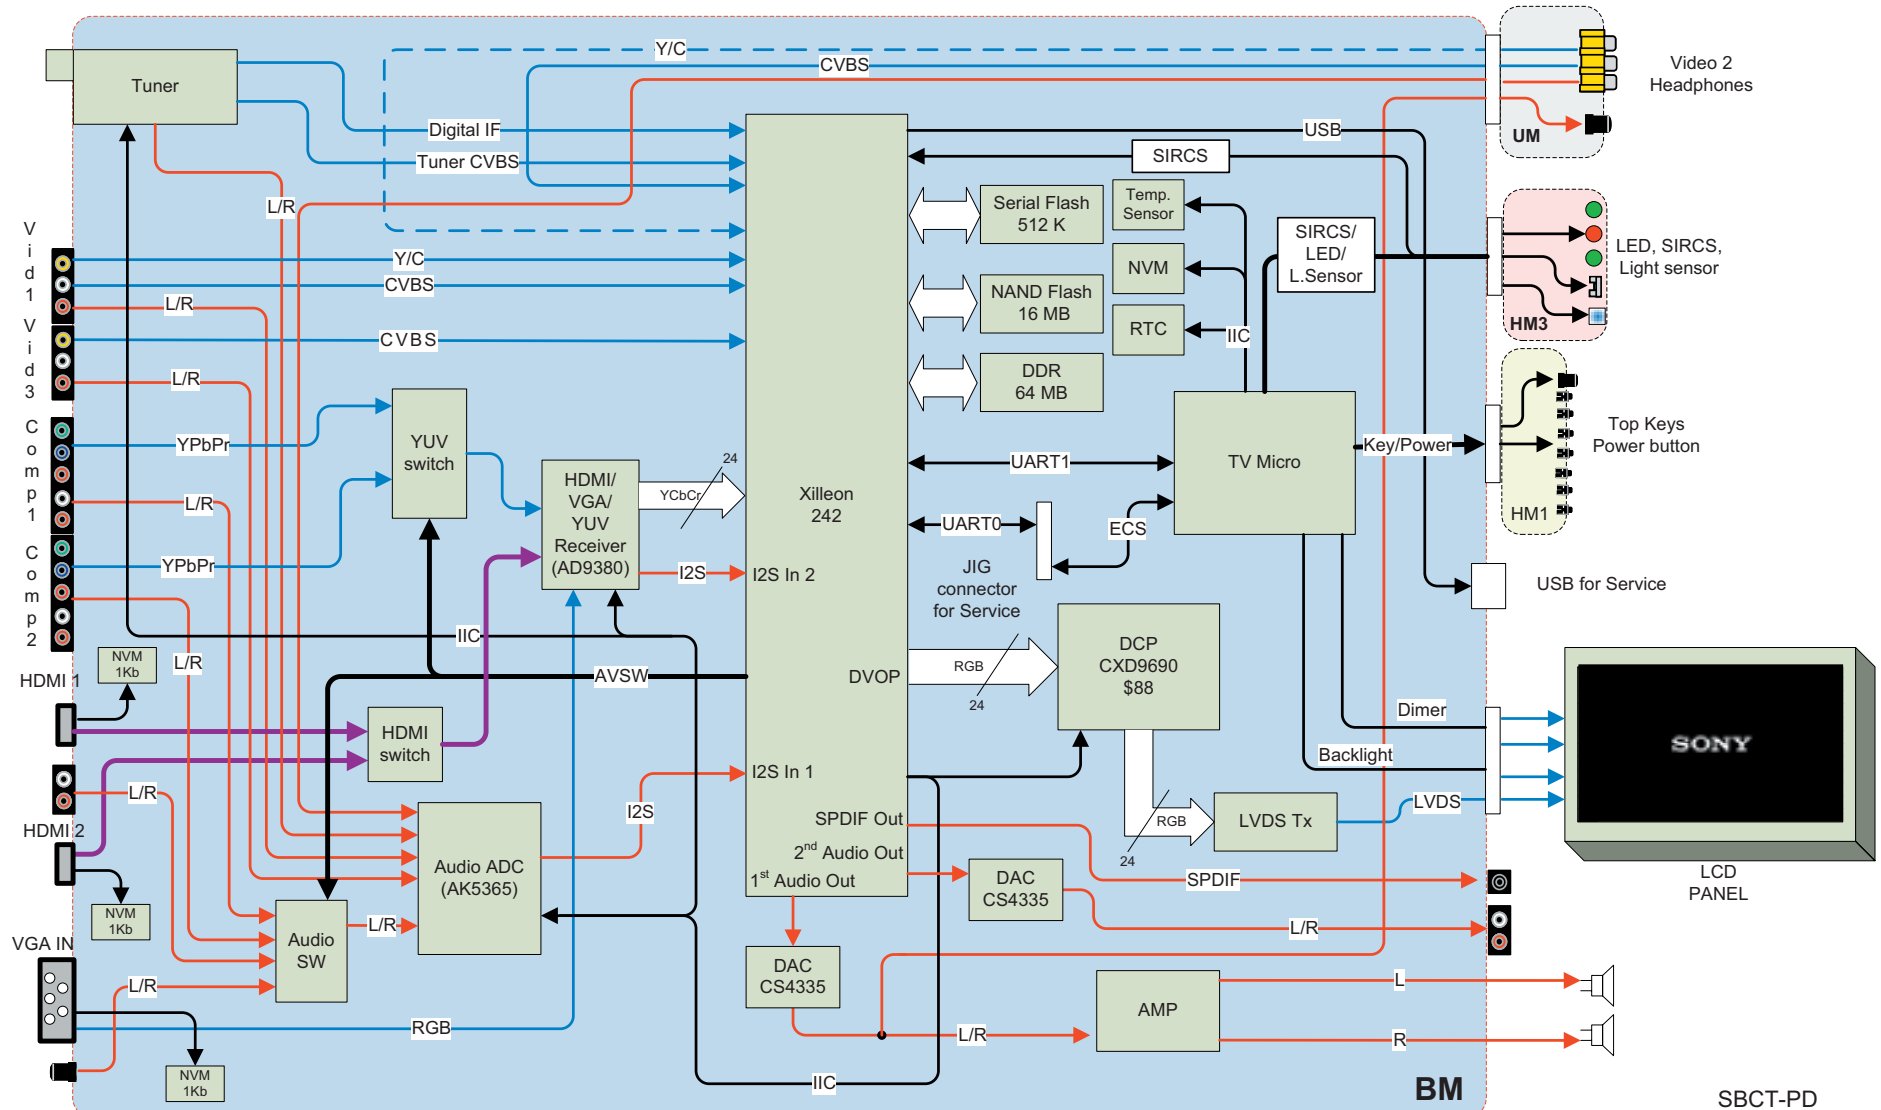 Y/C
CVBS
Tuner
Digital IF
Tuner CVBS
L/R
USB
SIRCS
UM
Video 2
Headphones
Serial Flash
512 K
Temp.
Sensor
NVM
RTC
IIC
NAND Flash
16 MB
DDR
64 MB
SIRCS/
LED/
L.Sensor
HM3
LED, SIRCS,
Light sensor
Vid1
Y/C
CVBS
L/R
Vid3
CVBS
L/R
Comp1
YPbPr
L/R
Comp2
YPbPr
L/R
YUV
switch
HDMI/
VGA/
YUV
Receiver
(AD9380)
24
YCbCr
Xilleon
242
I2S
I2S In 2
UART1
UART0
ECS
TV Micro
Key/Power
HM1
Top Keys
Power button
JIG
connector
for Service
USB for Service
IIC
AVSW
DVOP
RGB
24
24
DCP
CXD9690
$88
Dimer
Backlight
LVDS
SONY
LCD
PANEL
NVM
1Kb
HDMI 1
HDMI
switch
L/R
HDMI 2
NVM
1Kb
I2S
I2S In 1
Audio ADC
(AK5365)
SPDIF Out
2nd Audio Out
1st Audio Out
RGB
24
LVDS Tx
DAC
CS4335
SPDIF
L/R
VGA IN
Audio
SW
L/R
L/R
RGB
NVM
1Kb
DAC
CS4335
L/R
AMP
L
R
IIC
BM
SBCT-PD